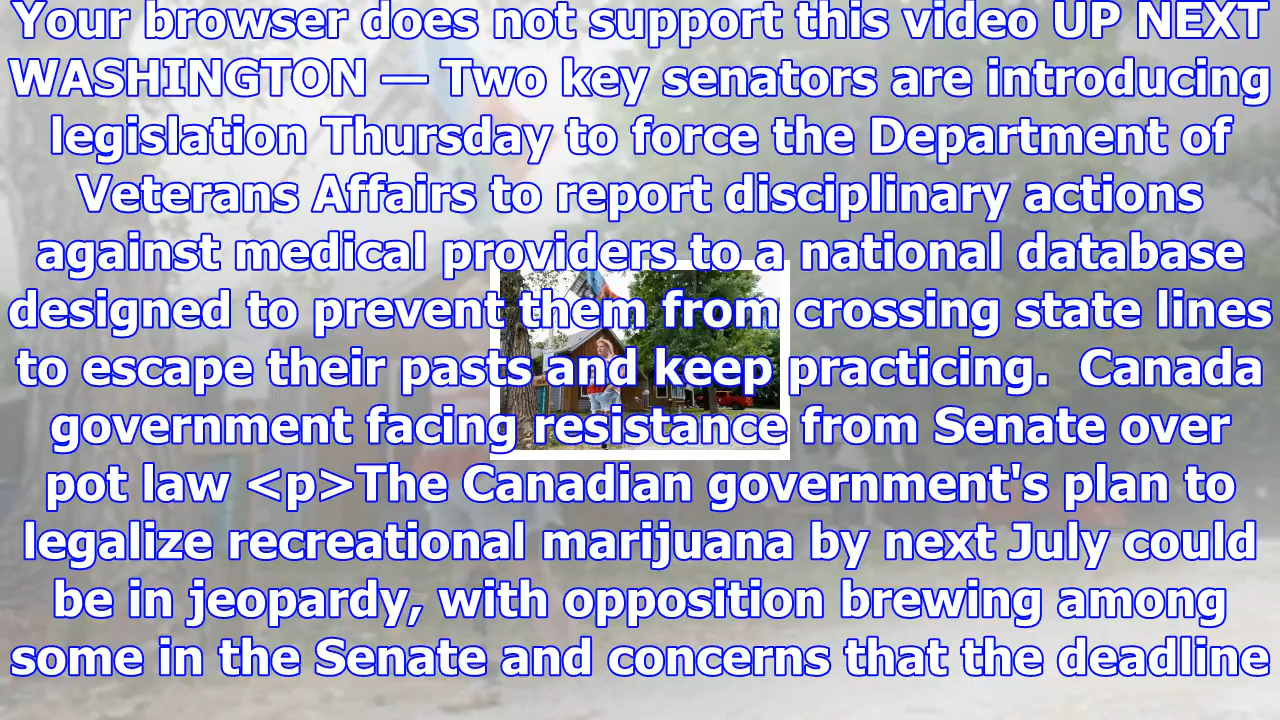 Your browser does not support this video UP NEXT
WASHINGTON — Two key senators are introducing
legislation Thursday to force the Department of
Veterans Affairs to report disciplinary actions
against medical providers to a national database
designed to prevent them from crossing state lines
to escape their pasts and keep practicing.  Canada
government facing resistance from Senate over
pot law <p>The Canadian government's plan to
legalize recreational marijuana by next July could
be in jeopardy, with opposition brewing among
some in the Senate and concerns that the deadline